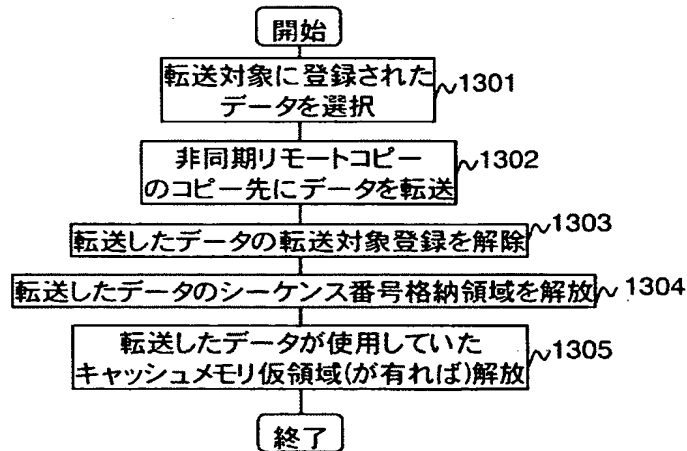 開始
転送対象に登録された
データを選択
1301
非同期リモートコピー
のコピー先にデータを転送
1302
転送したデータの転送対象登録を解除
1303
転送したデータのシーケンス番号格納領域を解放
1304
転送したデータが使用していた
キャッシュメモリ仮領域(が有れば)解放
1305
終了